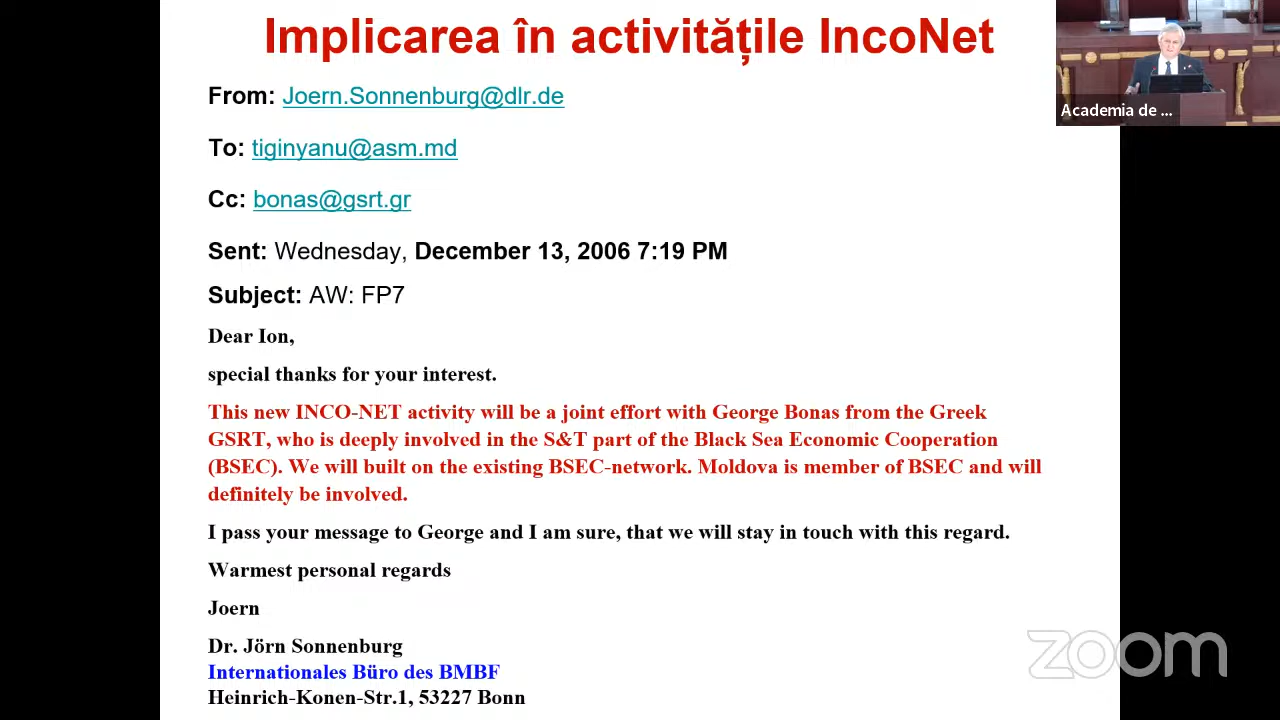 Implicarea în activitățile IncoNet
From: Joern.Sonnenburg@dlr.de
To: tiginyanu@asm.md
Cc: bonas@gsrt.gr
Sent: Wednesday, December 13, 2006 7:19 PM
Subject: AW: FP7
Dear Ion,
special thanks for your interest.
This new INCO-NET activity will be a joint effort with George Bonas from the Greek
GSRT, who is deeply involved in the S&T part of the Black Sea Economic Cooperation
(BSEC). We will built on the existing BSEC-network. Moldova is member of BSEC and will
definitely be involved.
I pass your message to George and I am sure, that we will stay in touch with this regard.
Warmest personal regards
Joern
Dr. Jörn Sonnenburg
Internationales Büro des BMBF
Heinrich-Konen-Str.1, 53227 Bonn
Academia de ...
zoom